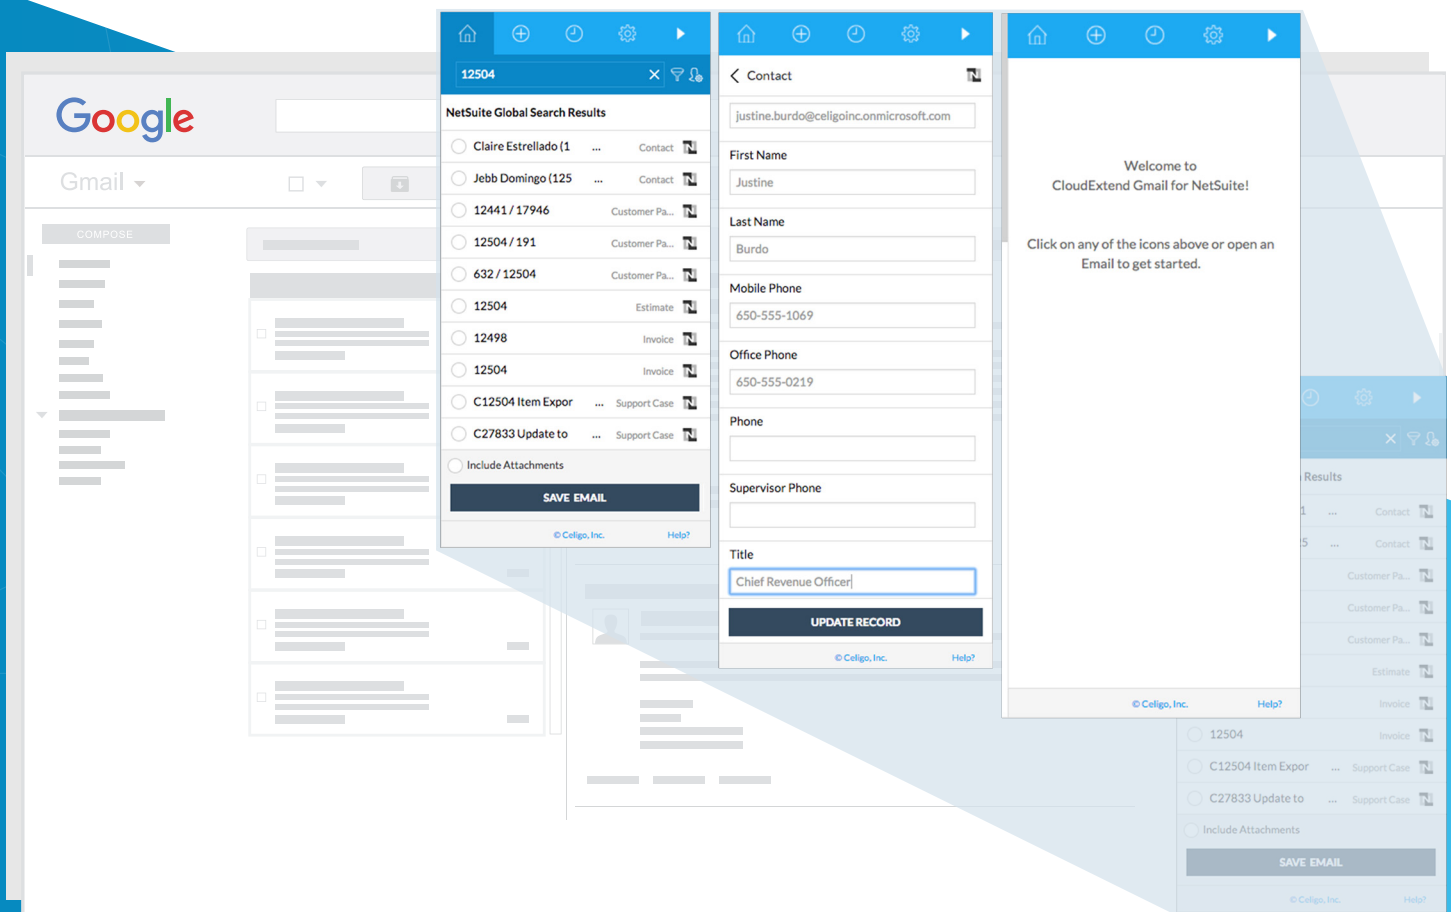 Google
Gmail
COMPOSE
12504
NetSuite Global Search Results
Claire Estrellado (1 ... Contact
Jebb Domingo (125 ... Contact
12441 / 17946 Customer Pa...
12504 / 191 Customer Pa...
632 / 12504 Customer Pa...
12504 Estimate
12498 Invoice
12504 Invoice
C12504 Item Expor ... Support Case
C27833 Update to ... Support Case
Include Attachments
SAVE EMAIL
© Celigo, Inc. Help?
Contact
justine.burdo@celigoinc.onmicrosoft.com
First Name
Justine
Last Name
Burdo
Mobile Phone
650-555-1069
Office Phone
650-555-0219
Phone
Supervisor Phone
Title
Chief Revenue Officer
UPDATE RECORD
© Celigo, Inc. Help?
Welcome to
CloudExtend Gmail for NetSuite!
Click on any of the icons above or open an
Email to get started.
© Celigo, Inc. Help?
Results
1 ... Contact
5 ... Contact
Customer Pa...
Customer Pa...
Customer Pa...
Estimate
Invoice
12504 Invoice
C12504 Item Expor ... Support Case
C27833 Update to ... Support Case
Include Attachments
SAVE EMAIL
© Celigo, Inc. Help?